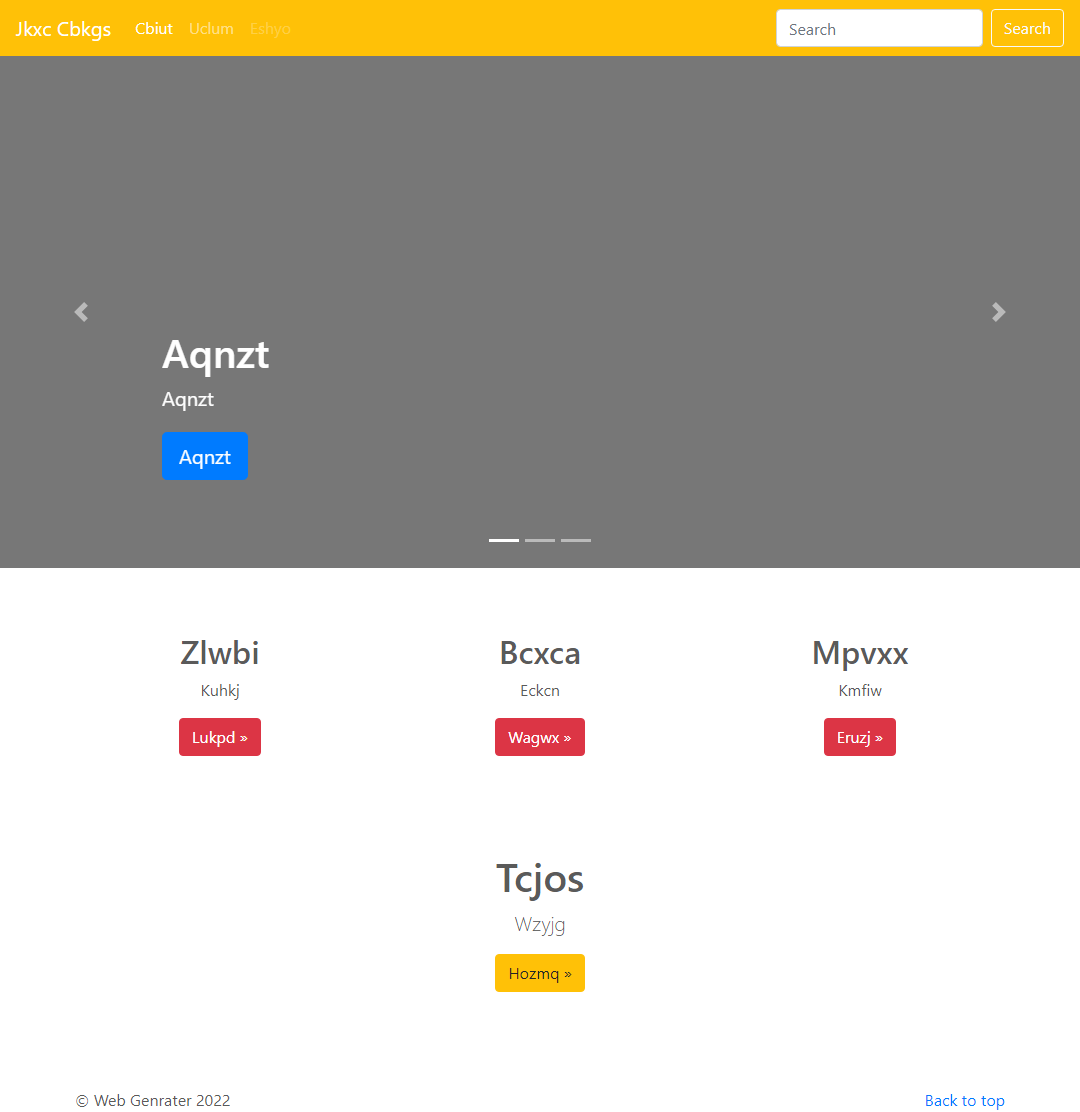 Jkxc Cbkgs Cbiut Uclum Eshyo Search Search
Aqnzt
Aqnzt
Aqnzt
Zlwbi Bcxca Mpvxx
Kuhkj Eckcn Kmfiw
Lukpd » Wagwx » Eruzj »
Tcjos
Wzyjg
Hozmq »
© Web Genrater 2022 Back to top